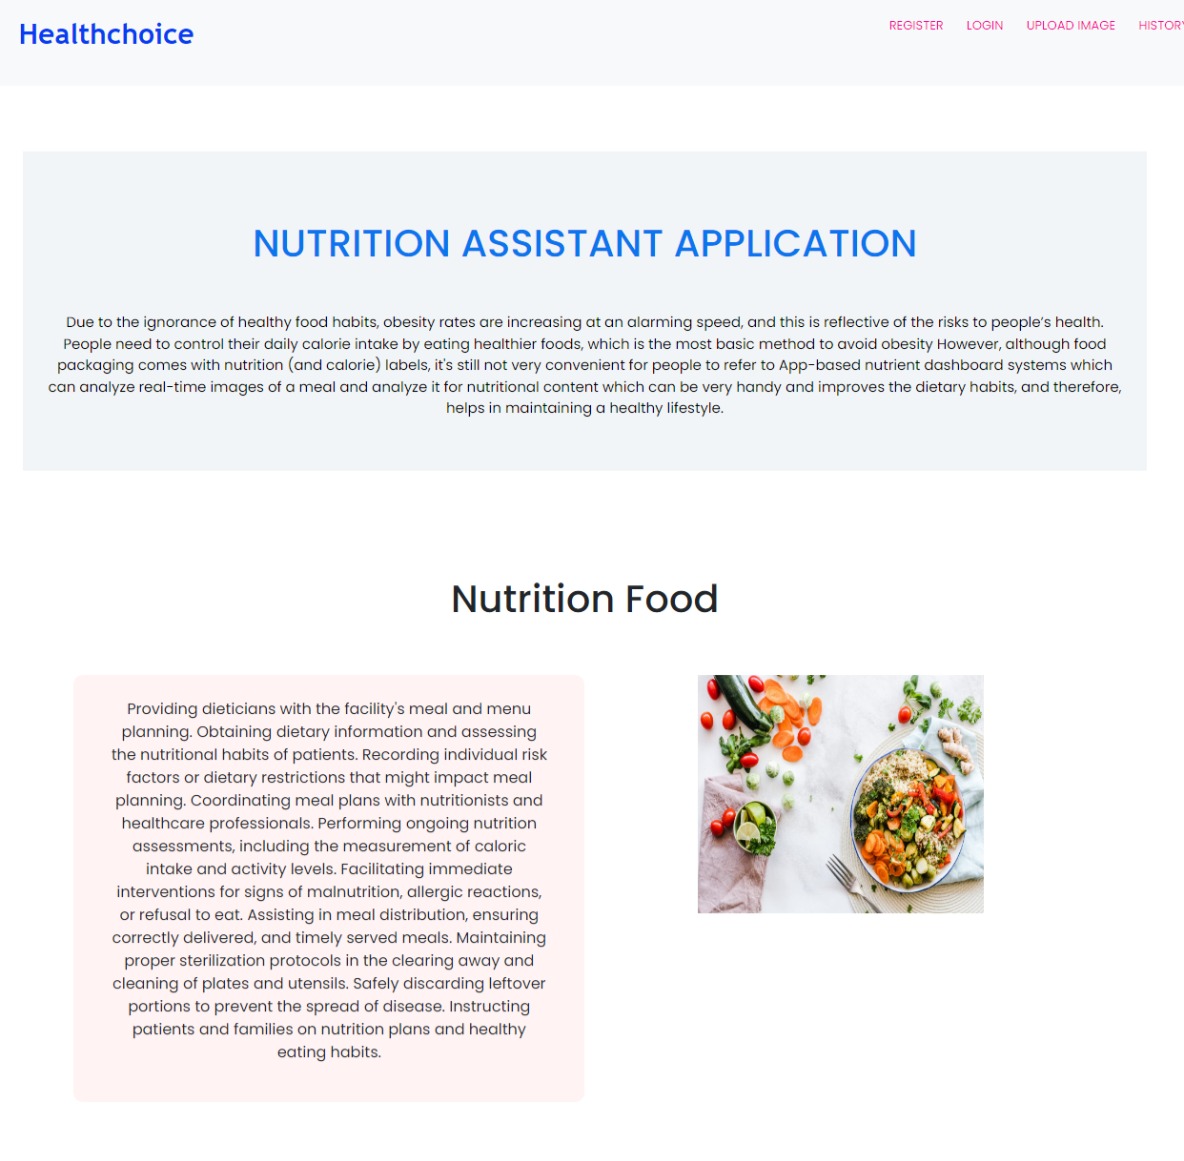 Healthchoice
REGISTER LOGIN UPLOAD IMAGE HISTORY
NUTRITION ASSISTANT APPLICATION
Due to the ignorance of healthy food habits, obesity rates are increasing at an alarming speed, and this is reflective of the risks to people’s health.
People need to control their daily calorie intake by eating healthier foods, which is the most basic method to avoid obesity However, although food
packaging comes with nutrition (and calorie) labels, it's still not very convenient for people to refer to App-based nutrient dashboard systems which
can analyze real-time images of a meal and analyze it for nutritional content which can be very handy and improves the dietary habits, and therefore,
helps in maintaining a healthy lifestyle.
Nutrition Food
Providing dieticians with the facility's meal and menu
planning. Obtaining dietary information and assessing
the nutritional habits of patients. Recording individual risk
factors or dietary restrictions that might impact meal
planning. Coordinating meal plans with nutritionists and
healthcare professionals. Performing ongoing nutrition
assessments, including the measurement of caloric
intake and activity levels. Facilitating immediate
interventions for signs of malnutrition, allergic reactions,
or refusal to eat. Assisting in meal distribution, ensuring
correctly delivered, and timely served meals. Maintaining
proper sterilization protocols in the clearing away and
cleaning of plates and utensils. Safely discarding leftover
portions to prevent the spread of disease. Instructing
patients and families on nutrition plans and healthy
eating habits.